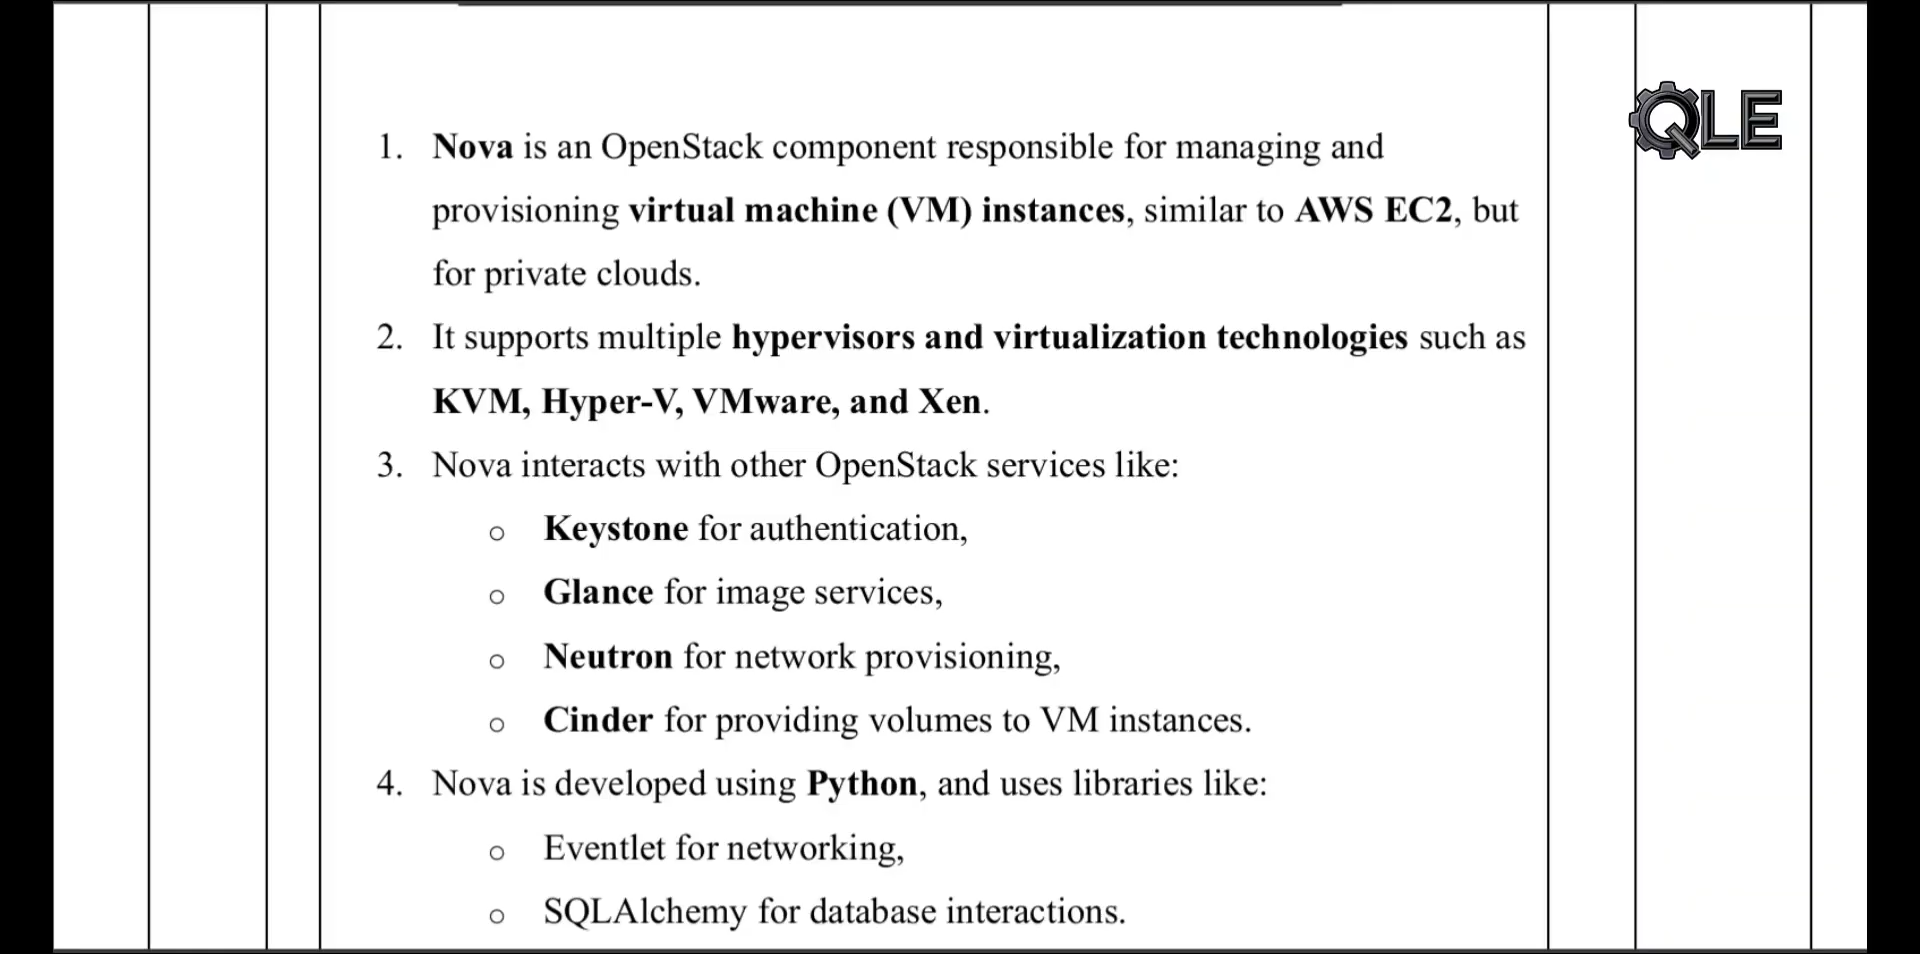 QLE
1. Nova is an OpenStack component responsible for managing and
provisioning virtual machine (VM) instances, similar to AWS EC2, but
for private clouds.
2. It supports multiple hypervisors and virtualization technologies such as
KVM, Hyper-V, VMware, and Xen.
3. Nova interacts with other OpenStack services like:
○ Keystone for authentication,
○ Glance for image services,
○ Neutron for network provisioning,
○ Cinder for providing volumes to VM instances.
4. Nova is developed using Python, and uses libraries like:
○ Eventlet for networking,
○ SQLAlchemy for database interactions.